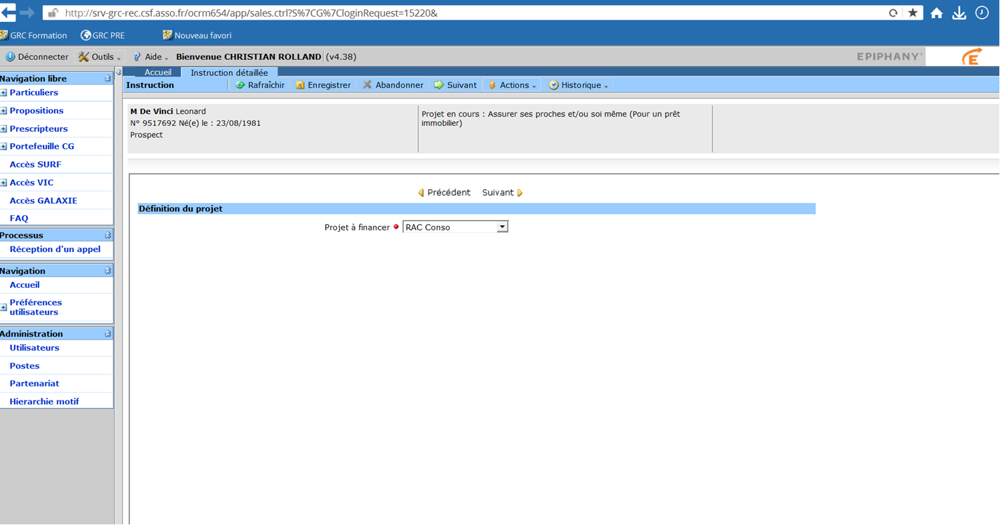 http://srv-grc-rec.csf.asso.fr/ocrm654/app/sales.ctrl?S%7CG%7CloginRequest=15220&
GRC Formation GRC PRE Nouveau favori
Déconnecter Outils Aide Bienvenue CHRISTIAN ROLLAND (v4.38) EPIPHANY
E
Accueil Instruction détaillée
Instruction Rafraîchir Enregistrer Abandonner Suivant Actions Historique
Navigation libre
Particuliers
Propositions
Prescripteurs
Portefeuille CG
Accès SURF
Accès VIC
Accès GALAXIE
FAQ
Processus
Réception d'un appel
Navigation
Accueil
Préférences
utilisateurs
Administration
Utilisateurs
Postes
Partenariat
Hierarchie motif
M De Vinci Leonard
N° 9517692 Né(e) le : 23/08/1981
Prospect
Projet en cours : Assurer ses proches et/ou soi même (Pour un prêt
immobilier)
Précédent Suivant
Définition du projet
Projet à financer RAC Conso